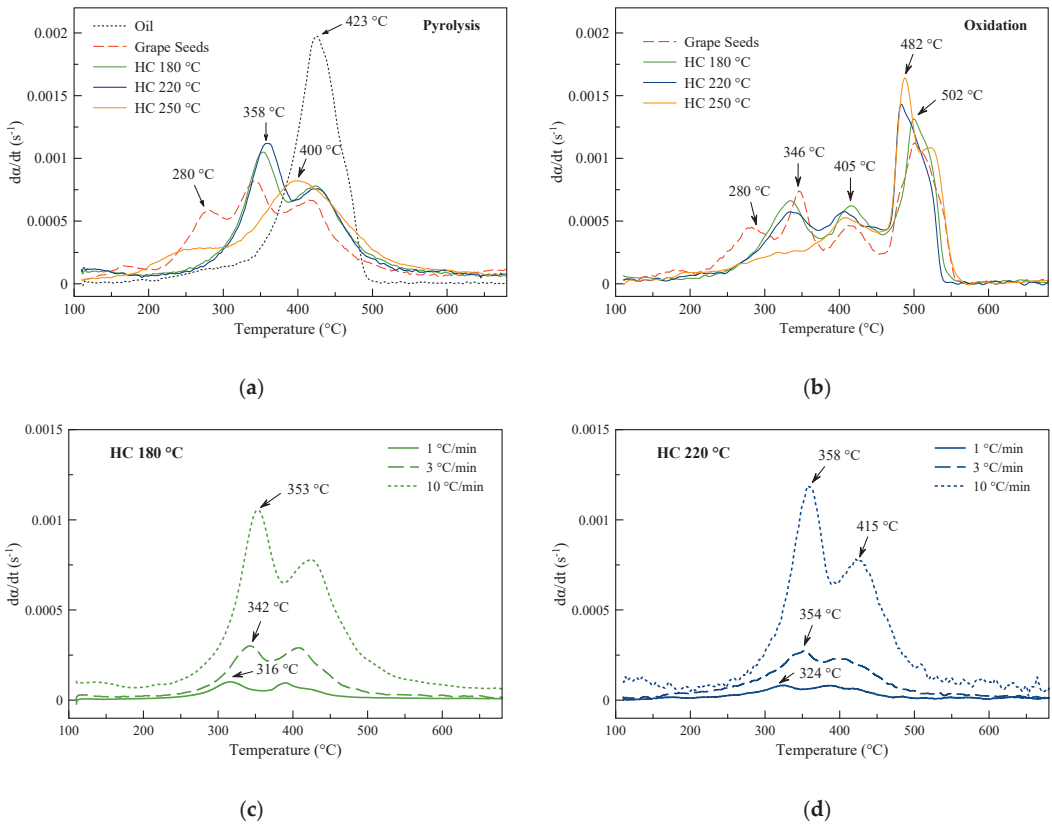 Pyrolysis
Oil
Grape Seeds
HC 180 °C
HC 220 °C
HC 250 °C
423 °C
358 °C
400 °C
280 °C
dα/dt (s⁻¹)
0.002
0.0015
0.001
0.0005
0
100 200 300 400 500 600
Temperature (°C)
(a)
Oxidation
Grape Seeds
HC 180 °C
HC 220 °C
HC 250 °C
482 °C
502 °C
346 °C
405 °C
280 °C
dα/dt (s⁻¹)
0.002
0.0015
0.001
0.0005
0
100 200 300 400 500 600
Temperature (°C)
(b)
HC 180 °C
1 °C/min
3 °C/min
10 °C/min
353 °C
342 °C
316 °C
dα/dt (s⁻¹)
0.0015
0.001
0.0005
0
100 200 300 400 500 600
Temperature (°C)
(c)
HC 220 °C
1 °C/min
3 °C/min
10 °C/min
358 °C
415 °C
354 °C
324 °C
dα/dt (s⁻¹)
0.0015
0.001
0.0005
0
100 200 300 400 500 600
Temperature (°C)
(d)